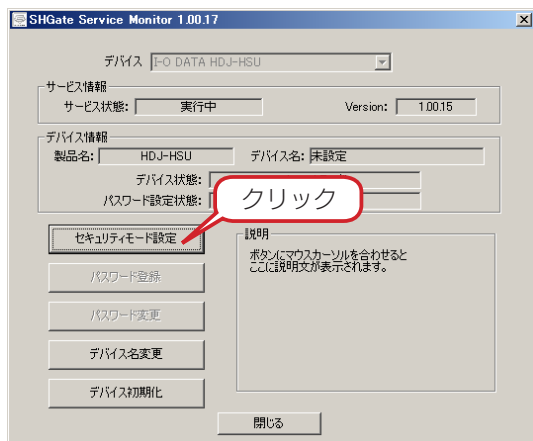 SHGate Service Monitor 1.00.17
デバイス I-O DATA HDJ-HSU
サービス情報
サービス状態: 実行中 Version: 1.00.15
デバイス情報
製品名: HDJ-HSU デバイス名: 未設定
デバイス状態:
パスワード設定状態:
クリック
セキュリティモード設定
パスワード登録
パスワード変更
デバイス名変更
デバイス初期化
説明
ボタンにマウスカーソルを合わせると
ここに説明文が表示されます。
閉じる